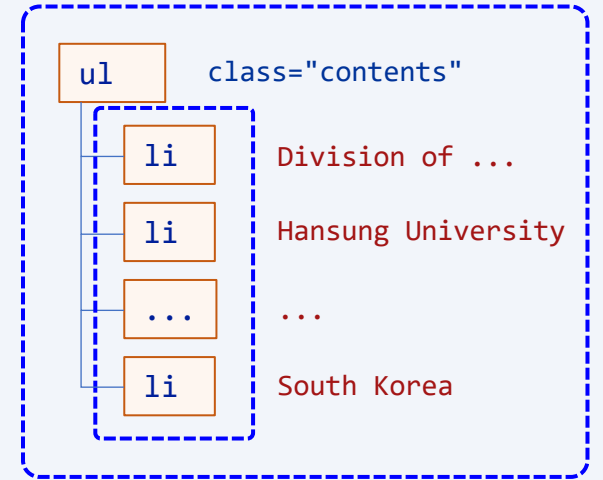 ul class="contents"
li Division of ...
li Hansung University
... ...
li South Korea